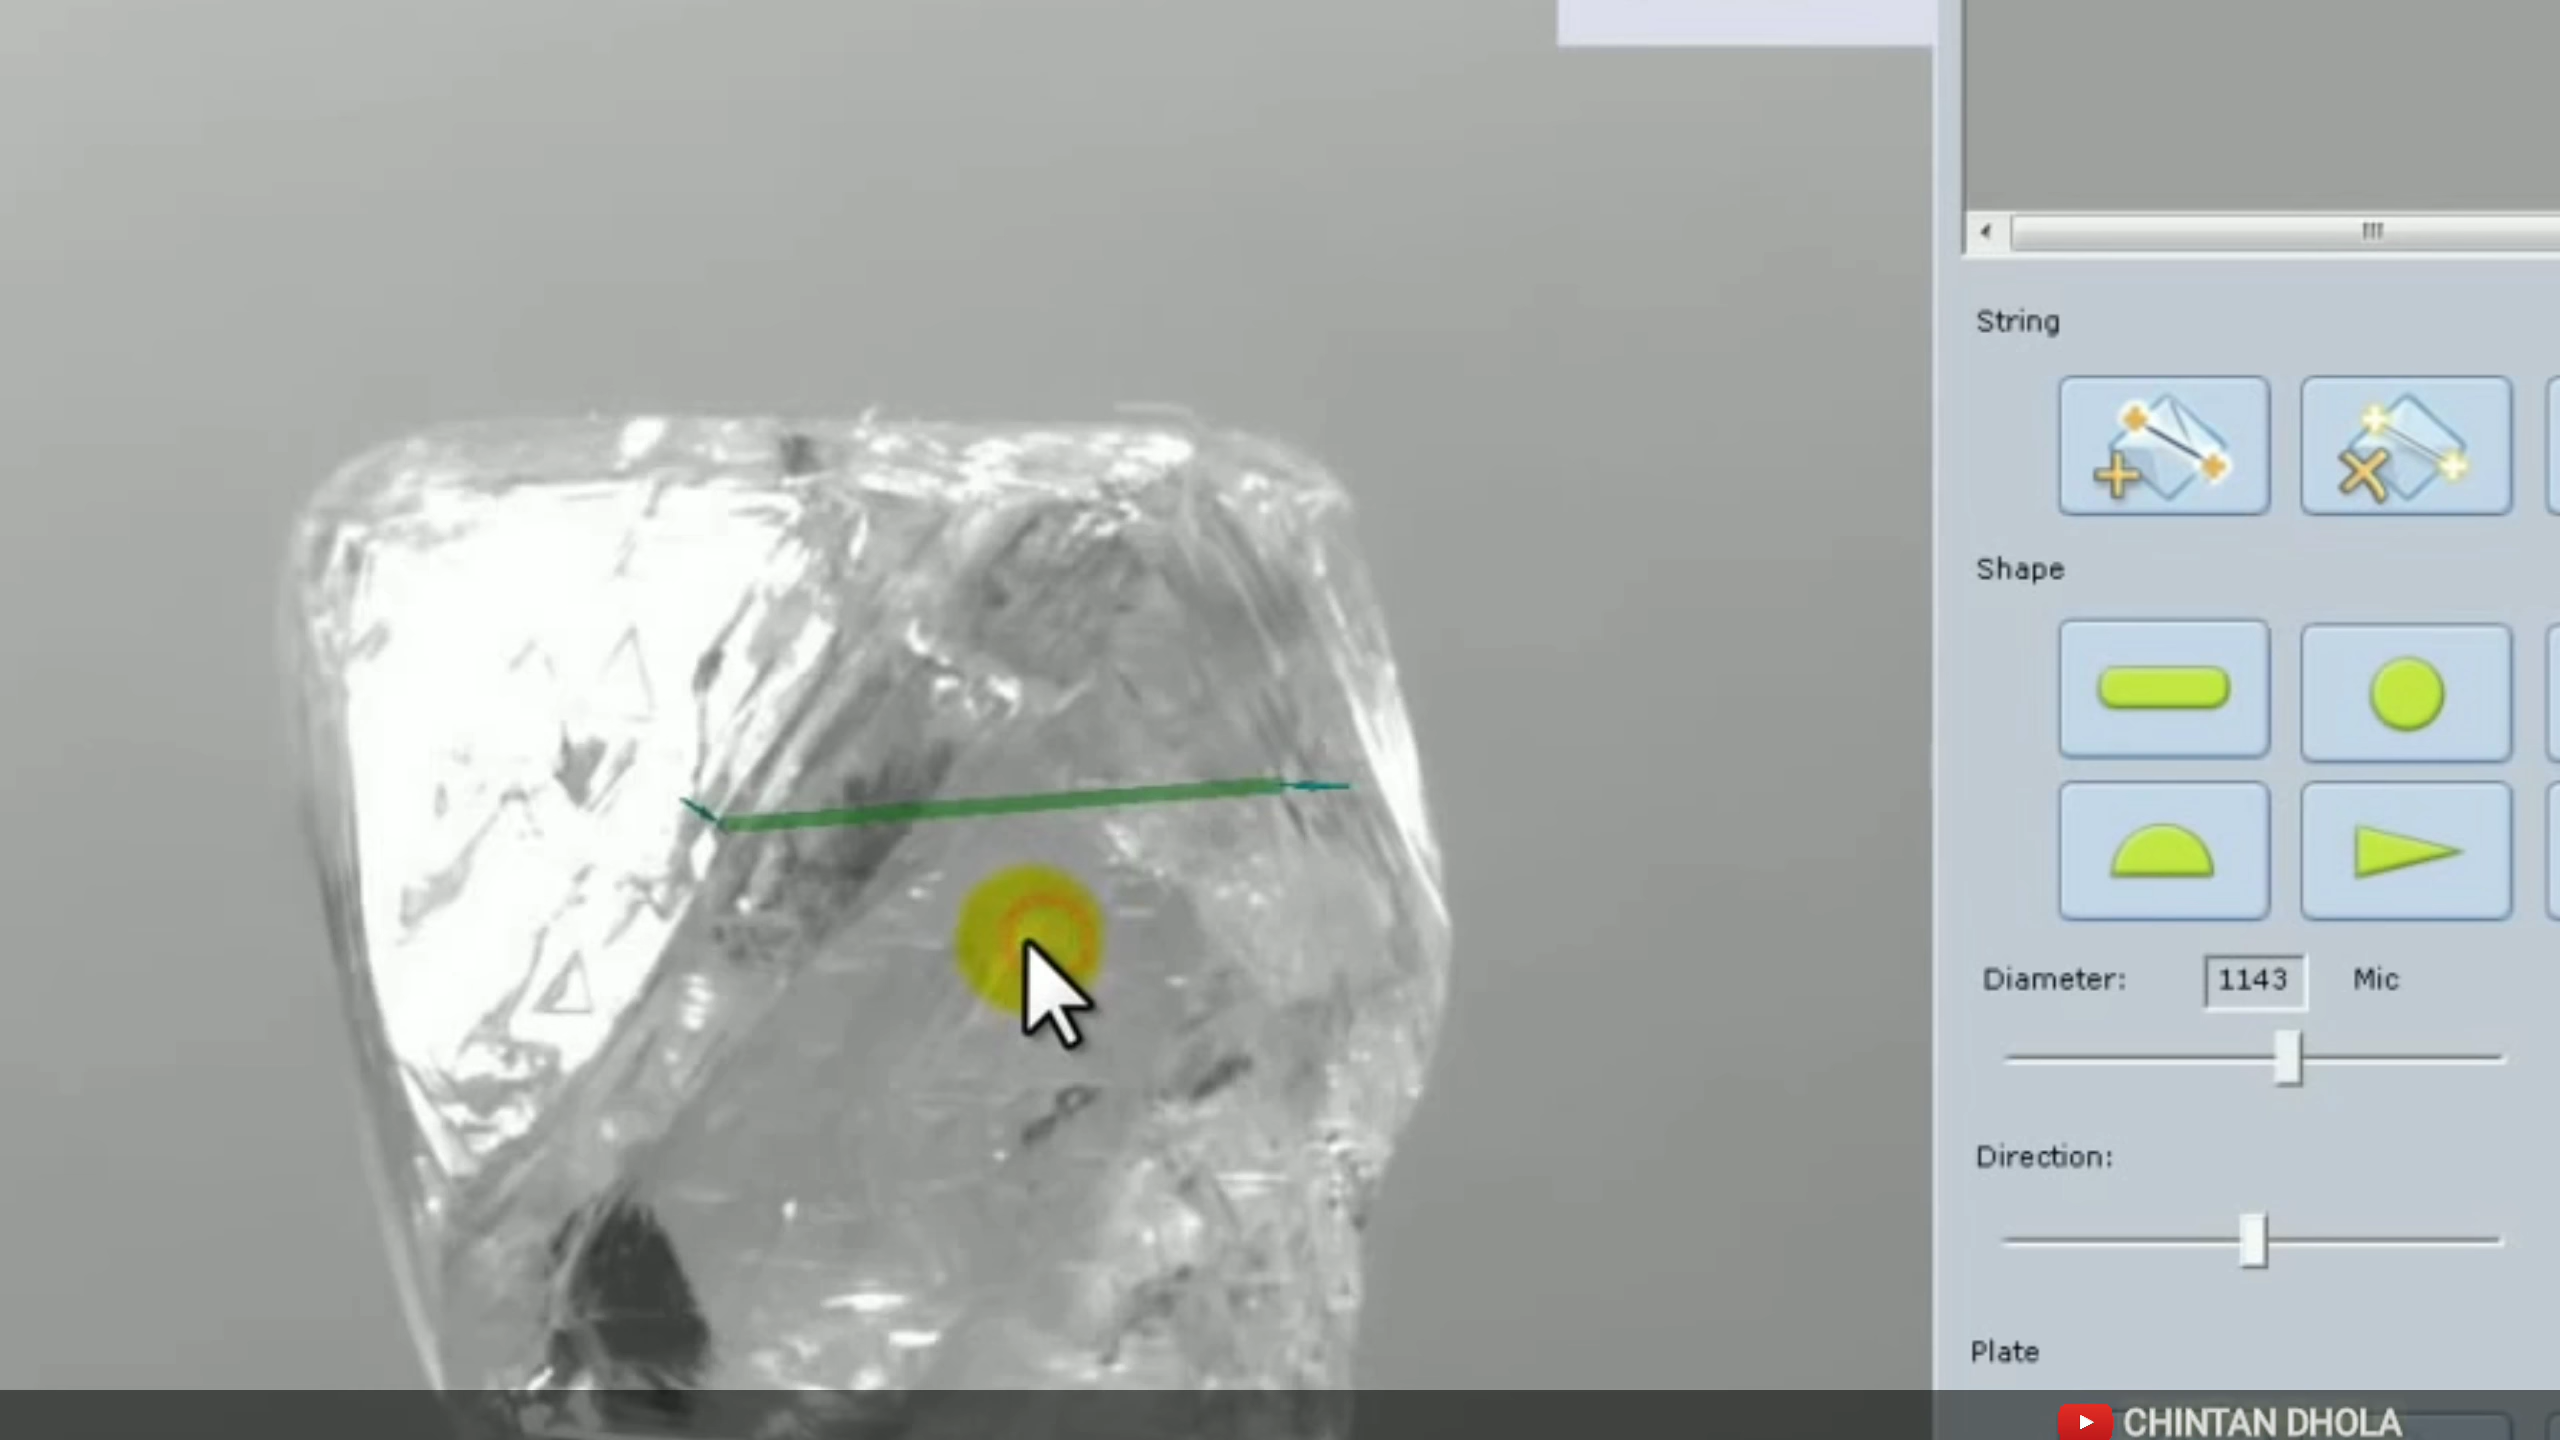 String
Shape
Diameter: 1143 Mic
Direction:
Plate
CHINTAN DHOLA